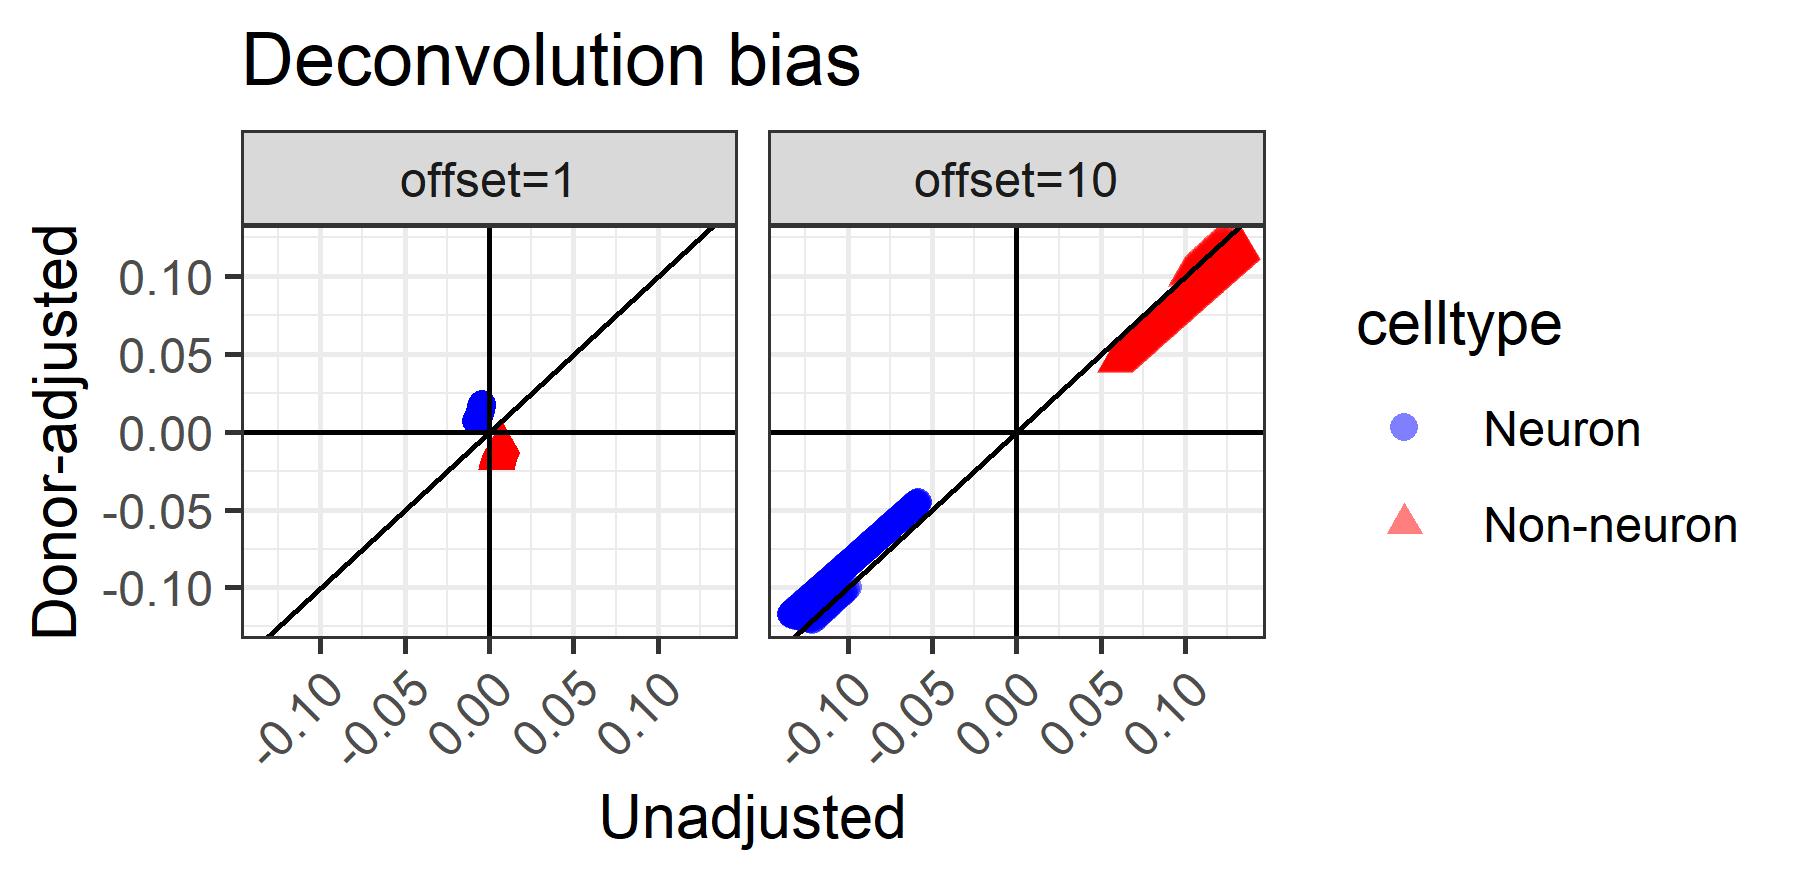 Deconvolution bias
offset=1
offset=10
Donor-adjusted
0.10
0.05
0.00
-0.05
-0.10
-0.10
-0.05
0.00
0.05
0.10
-0.10
-0.05
0.00
0.05
0.10
Unadjusted
celltype
Neuron
Non-neuron